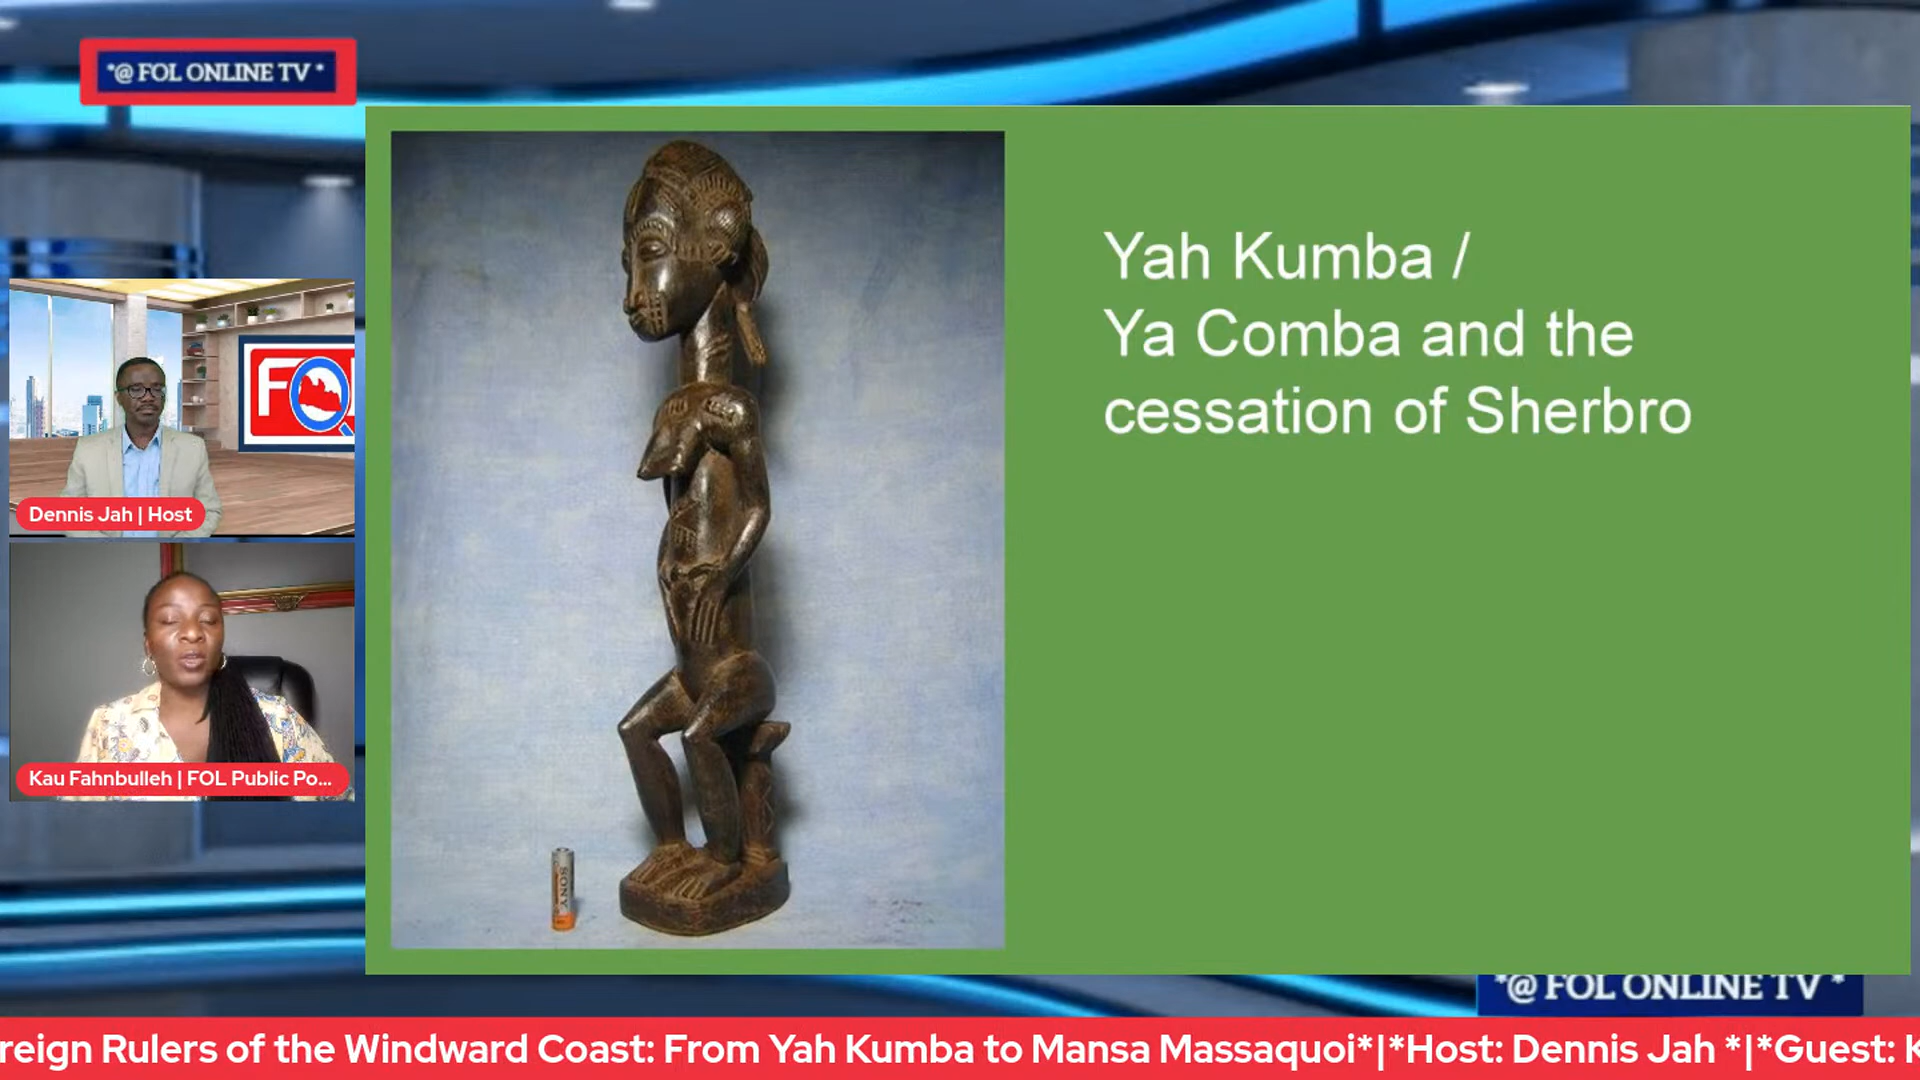 *@ FOL ONLINE TV *
Yah Kumba /
Ya Comba and the
cessation of Sherbro
Dennis Jah | Host
Kau Fahnbulleh | FOL Public Po...
SONY
*@ FOL ONLINE TV *
reign Rulers of the Windward Coast: From Yah Kumba to Mansa Massaquoi*|*Host: Dennis Jah *|*Guest: K